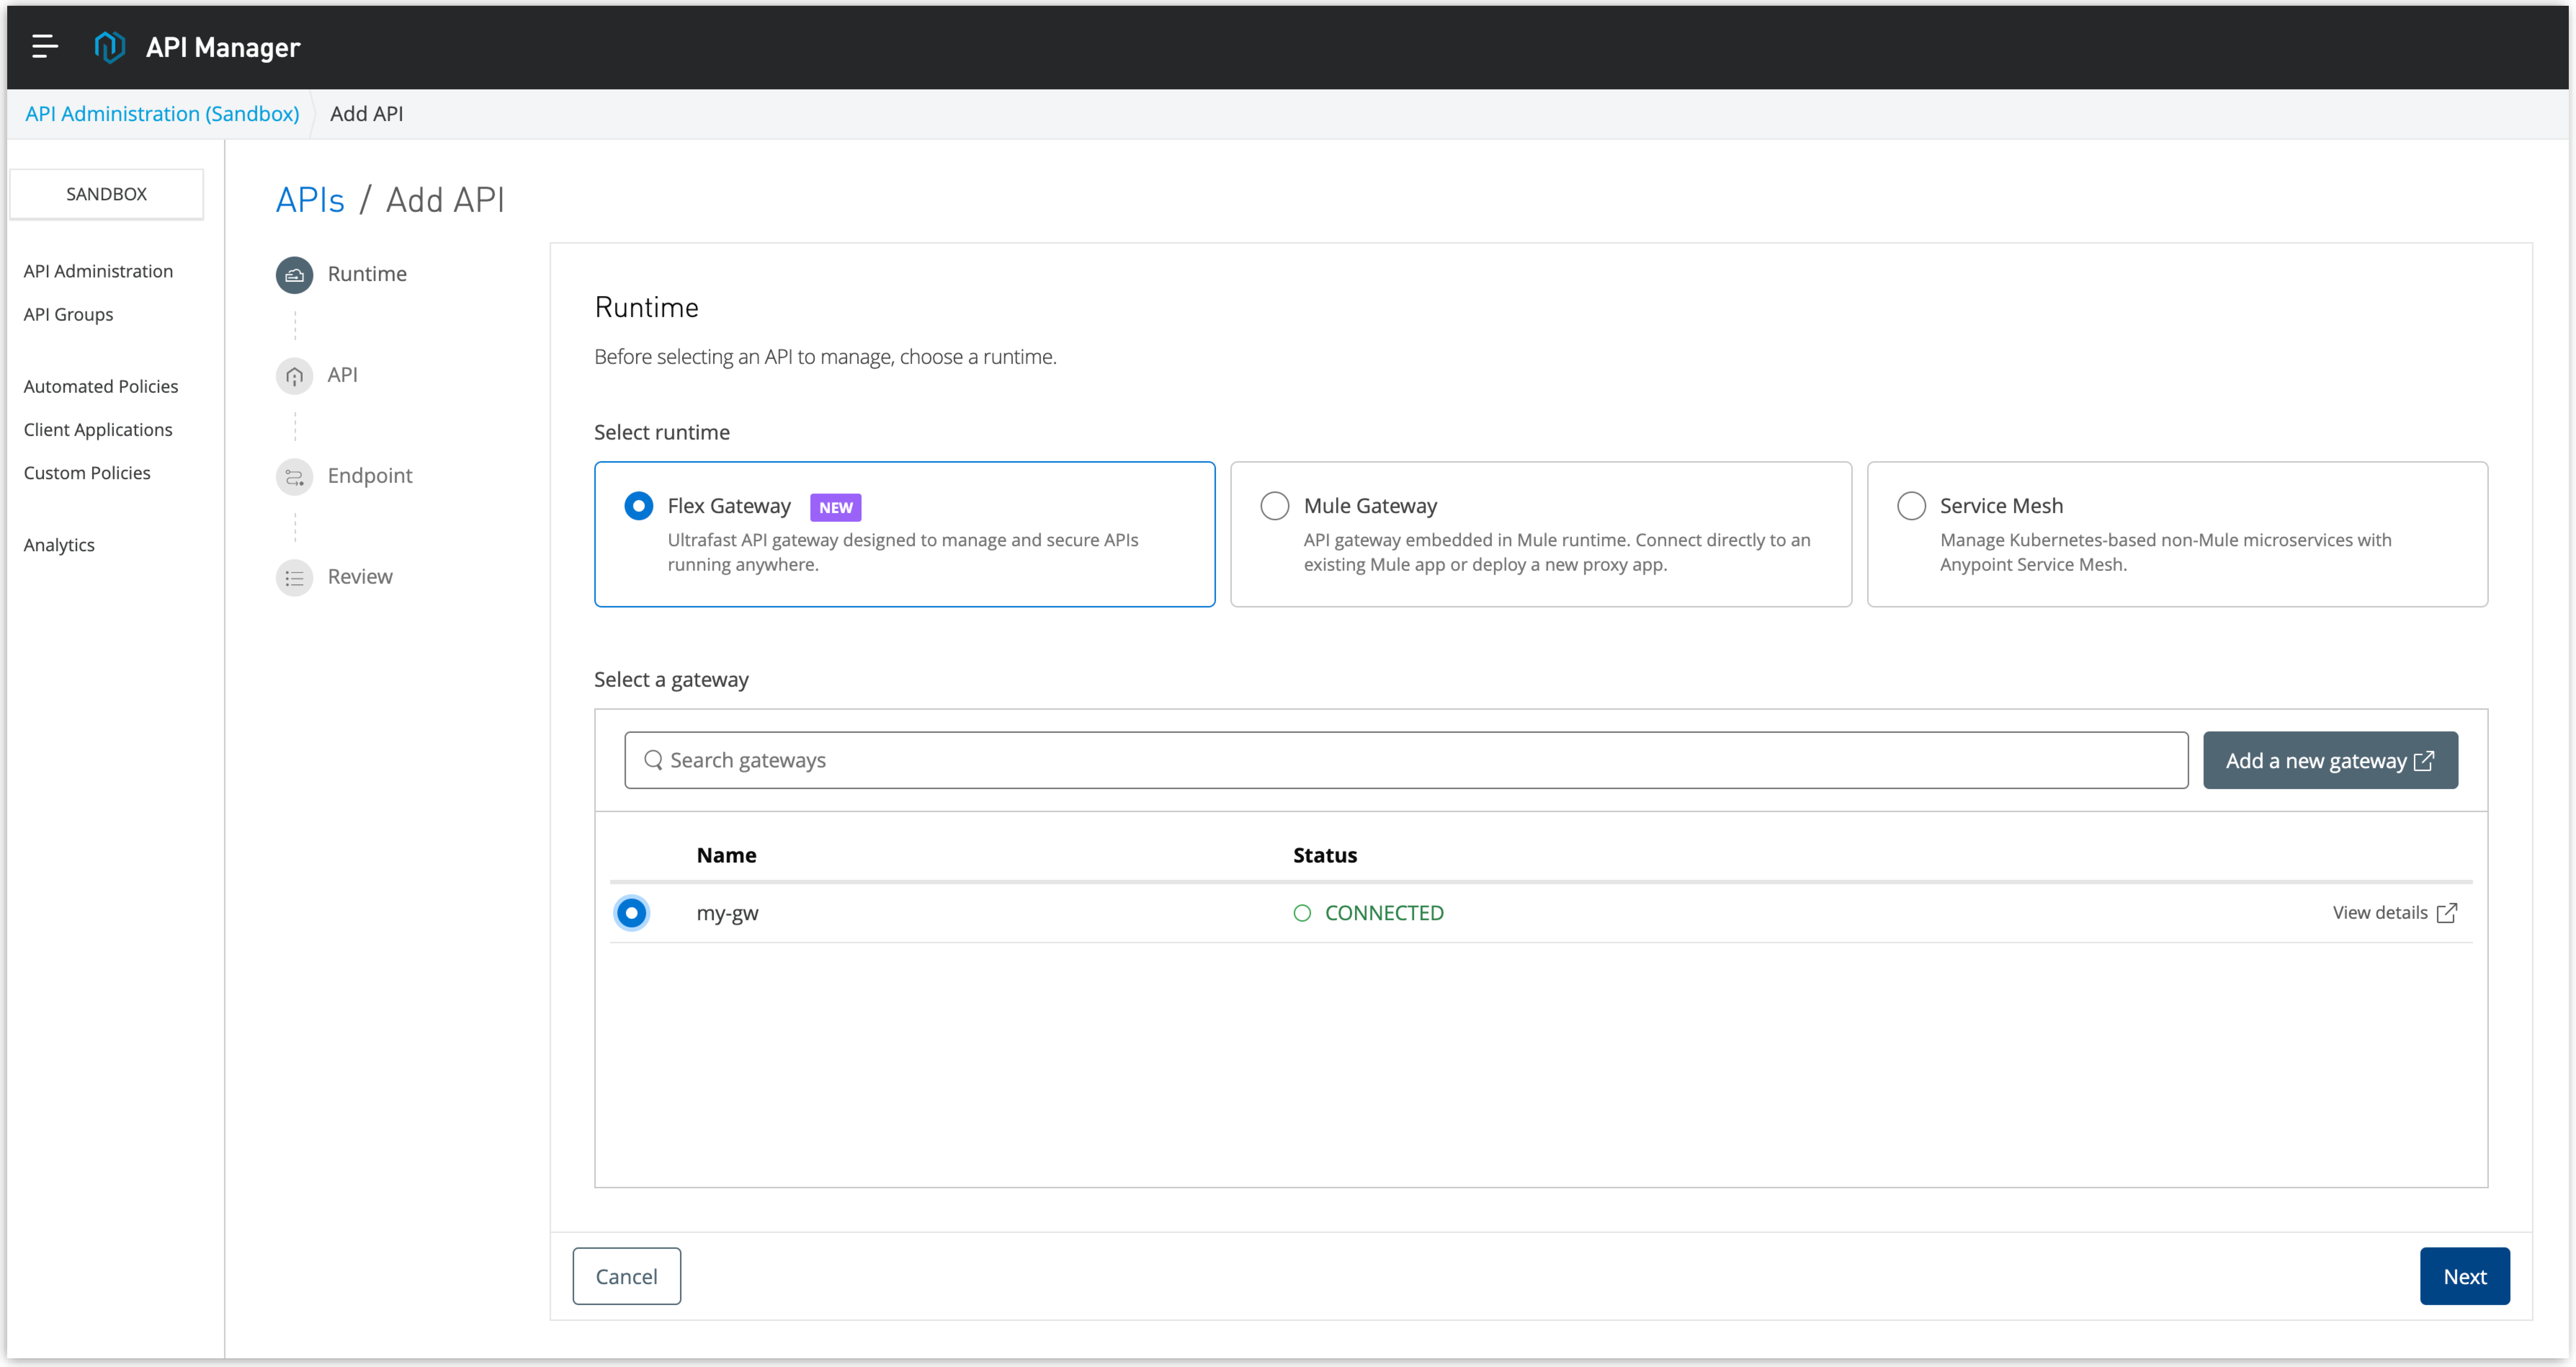 API Manager
API Administration (Sandbox)
Add API
SANDBOX
API Administration
API Groups
Automated Policies
Client Applications
Custom Policies
Analytics
APIs / Add API
Runtime
API
Endpoint
Review
Runtime
Before selecting an API to manage, choose a runtime.
Select runtime
Flex Gateway NEW
Ultrafast API gateway designed to manage and secure APIs
running anywhere.
Mule Gateway
API gateway embedded in Mule runtime. Connect directly to an
existing Mule app or deploy a new proxy app.
Service Mesh
Manage Kubernetes-based non-Mule microservices with
Anypoint Service Mesh.
Select a gateway
Search gateways
Add a new gateway
Name Status
my-gw CONNECTED View details
Cancel
Next